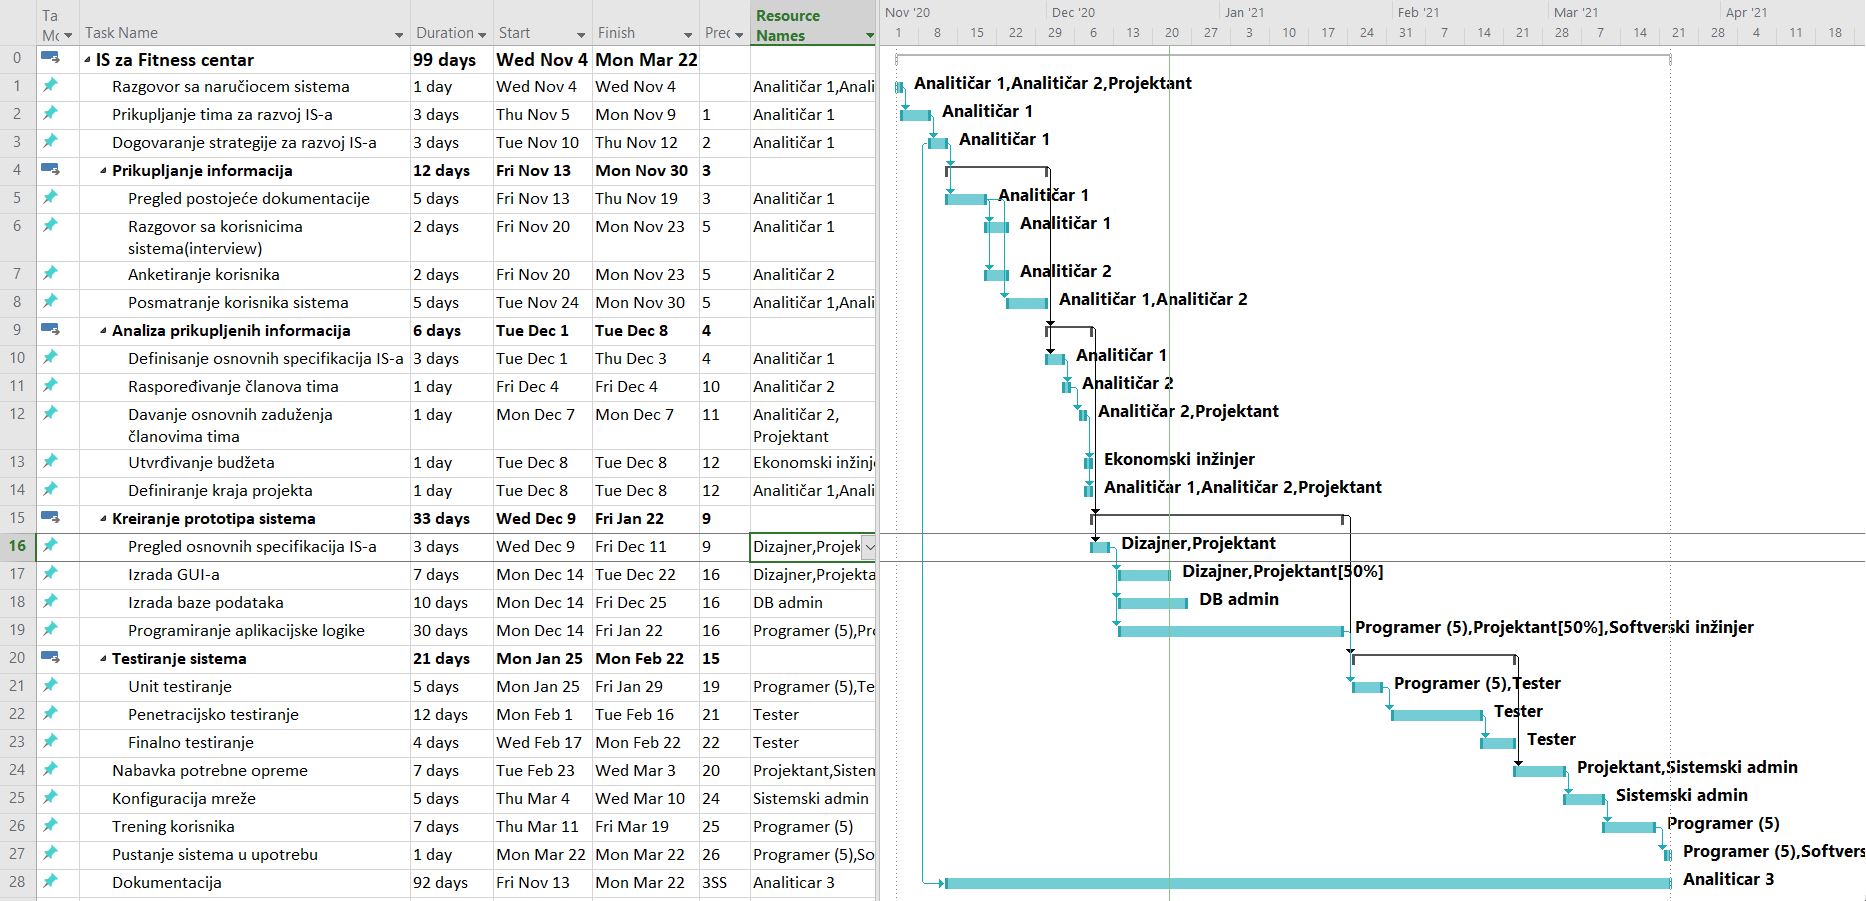 Ta: Mc Task Name Duration Start Finish Prec Resource Names
Nov '20 Dec '20 Jan '21 Feb '21 Mar '21 Apr '21
1 8 15 22 29 6 13 20 27 3 10 17 24 31 7 14 21 28 7 14 21 28 4 11 18
0 IS za Fitness centar 99 days Wed Nov 4 Mon Mar 22
1 Razgovor sa naručiocem sistema 1 day Wed Nov 4 Wed Nov 4 Analitičar 1,Anali Analitičar 1,Analitičar 2,Projektant
2 Prikupljanje tima za razvoj IS-a 3 days Thu Nov 5 Mon Nov 9 1 Analitičar 1 Analitičar 1
3 Dogovaranje strategije za razvoj IS-a 3 days Tue Nov 10 Thu Nov 12 2 Analitičar 1 Analitičar 1
4 Prikupljanje informacija 12 days Fri Nov 13 Mon Nov 30 3
5 Pregled postojeće dokumentacije 5 days Fri Nov 13 Thu Nov 19 3 Analitičar 1 Analitičar 1
6 Razgovor sa korisnicima 2 days Fri Nov 20 Mon Nov 23 5 Analitičar 1 Analitičar 1
sistema(interview)
7 Anketiranje korisnika 2 days Fri Nov 20 Mon Nov 23 5 Analitičar 2 Analitičar 2
8 Posmatranje korisnika sistema 5 days Tue Nov 24 Mon Nov 30 5 Analitičar 1,Anali Analitičar 1,Analitičar 2
9 Analiza prikupljenih informacija 6 days Tue Dec 1 Tue Dec 8 4
10 Definisanje osnovnih specifikacija IS-a 3 days Tue Dec 1 Thu Dec 3 4 Analitičar 1 Analitičar 1
11 Raspoređivanje članova tima 1 day Fri Dec 4 Fri Dec 4 10 Analitičar 2 Analitičar 2
12 Davanje osnovnih zaduženja 1 day Mon Dec 7 Mon Dec 7 11 Analitičar 2, Analitičar 2,Projektant
članovima tima Projektant
13 Utvrđivanje budžeta 1 day Tue Dec 8 Tue Dec 8 12 Ekonomski inžinj Ekonomski inžinjer
14 Definiranje kraja projekta 1 day Tue Dec 8 Tue Dec 8 12 Analitičar 1,Anali Analitičar 1,Analitičar 2,Projektant
15 Kreiranje prototipa sistema 33 days Wed Dec 9 Fri Jan 22 9
16 Pregled osnovnih specifikacija IS-a 3 days Wed Dec 9 Fri Dec 11 9 Dizajner,Projek Dizajner,Projektant
17 Izrada GUI-a 7 days Mon Dec 14 Tue Dec 22 16 Dizajner,Projekta Dizajner,Projektant[50%]
18 Izrada baze podataka 10 days Mon Dec 14 Fri Dec 25 16 DB admin DB admin
19 Programiranje aplikacijske logike 30 days Mon Dec 14 Fri Jan 22 16 Programer (5),Pro Programer (5),Projektant[50%],Softverski inžinjer
20 Testiranje sistema 21 days Mon Jan 25 Mon Feb 22 15
21 Unit testiranje 5 days Mon Jan 25 Fri Jan 29 19 Programer (5),Te Programer (5),Tester
22 Penetracijsko testiranje 12 days Mon Feb 1 Tue Feb 16 21 Tester Tester
23 Finalno testiranje 4 days Wed Feb 17 Mon Feb 22 22 Tester Tester
24 Nabavka potrebne opreme 7 days Tue Feb 23 Wed Mar 3 20 Projektant,Sistem Projektant,Sistemski admin
25 Konfiguracija mreže 5 days Thu Mar 4 Wed Mar 10 24 Sistemski admin Sistemski admin
26 Trening korisnika 7 days Thu Mar 11 Fri Mar 19 25 Programer (5) Programer (5)
27 Pustanje sistema u upotrebu 1 day Mon Mar 22 Mon Mar 22 26 Programer (5),So Programer (5),Softvers
28 Dokumentacija 92 days Fri Nov 13 Mon Mar 22 3SS Analiticar 3 Analiticar 3